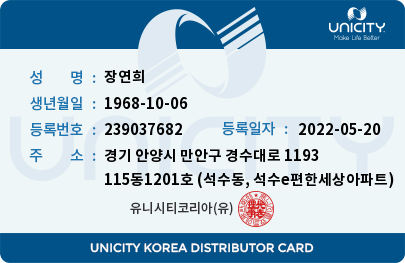 UNICITY
Make Life Better
성 명 : 장연희
생년월일 : 1968-10-06
등록번호 : 239037682 등록일자 : 2022-05-20
주 소 : 경기 안양시 만안구 경수대로 1193
115동1201호 (석수동, 석수e편한세상아파트)
유니시티코리아(유)
UNICITY
UNICITY KOREA DISTRIBUTOR CARD